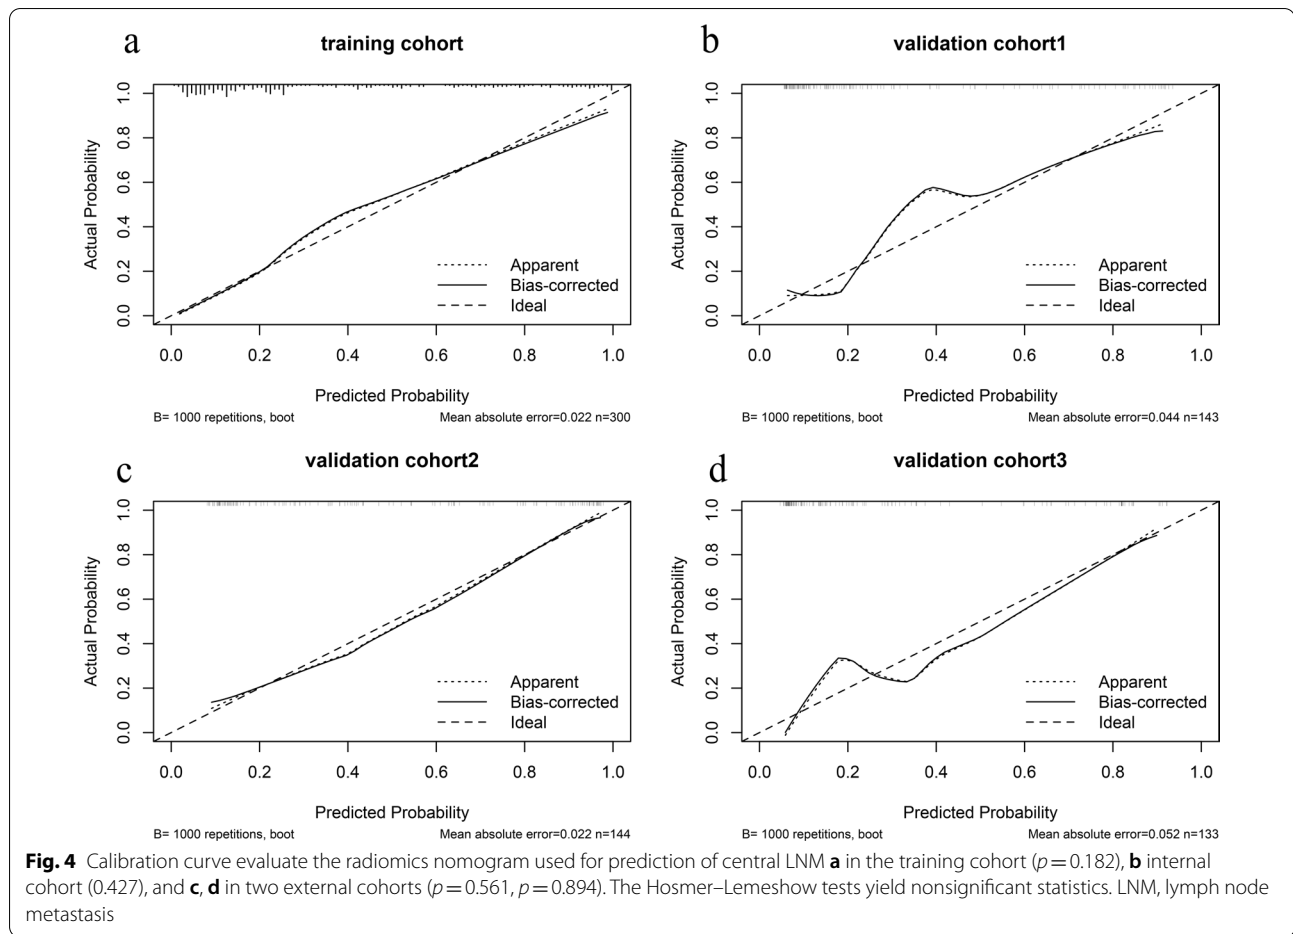 a
training cohort
Actual Probability
0.0 0.2 0.4 0.6 0.8 1.0
Apparent
Bias-corrected
Ideal
0.0 0.2 0.4 0.6 0.8 1.0
Predicted Probability
B= 1000 repetitions, boot Mean absolute error=0.022 n=300
b
validation cohort1
Actual Probability
0.0 0.2 0.4 0.6 0.8 1.0
Apparent
Bias-corrected
Ideal
0.0 0.2 0.4 0.6 0.8 1.0
Predicted Probability
B= 1000 repetitions, boot Mean absolute error=0.044 n=143
c
validation cohort2
Actual Probability
0.0 0.2 0.4 0.6 0.8 1.0
Apparent
Bias-corrected
Ideal
0.0 0.2 0.4 0.6 0.8 1.0
Predicted Probability
B= 1000 repetitions, boot Mean absolute error=0.022 n=144
d
validation cohort3
Actual Probability
0.0 0.2 0.4 0.6 0.8 1.0
Apparent
Bias-corrected
Ideal
0.0 0.2 0.4 0.6 0.8 1.0
Predicted Probability
B= 1000 repetitions, boot Mean absolute error=0.052 n=133
Fig. 4 Calibration curve evaluate the radiomics nomogram used for prediction of central LNM a in the training cohort (p = 0.182), b internal
cohort (0.427), and c, d in two external cohorts (p = 0.561, p = 0.894). The Hosmer–Lemeshow tests yield nonsignificant statistics. LNM, lymph node
metastasis